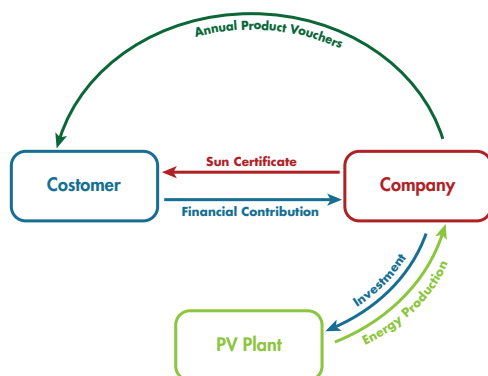 Annual Product Vouchers
Sun Certificate
Costomer
Company
Financial Contribution
Investment
Energy Production
PV Plant